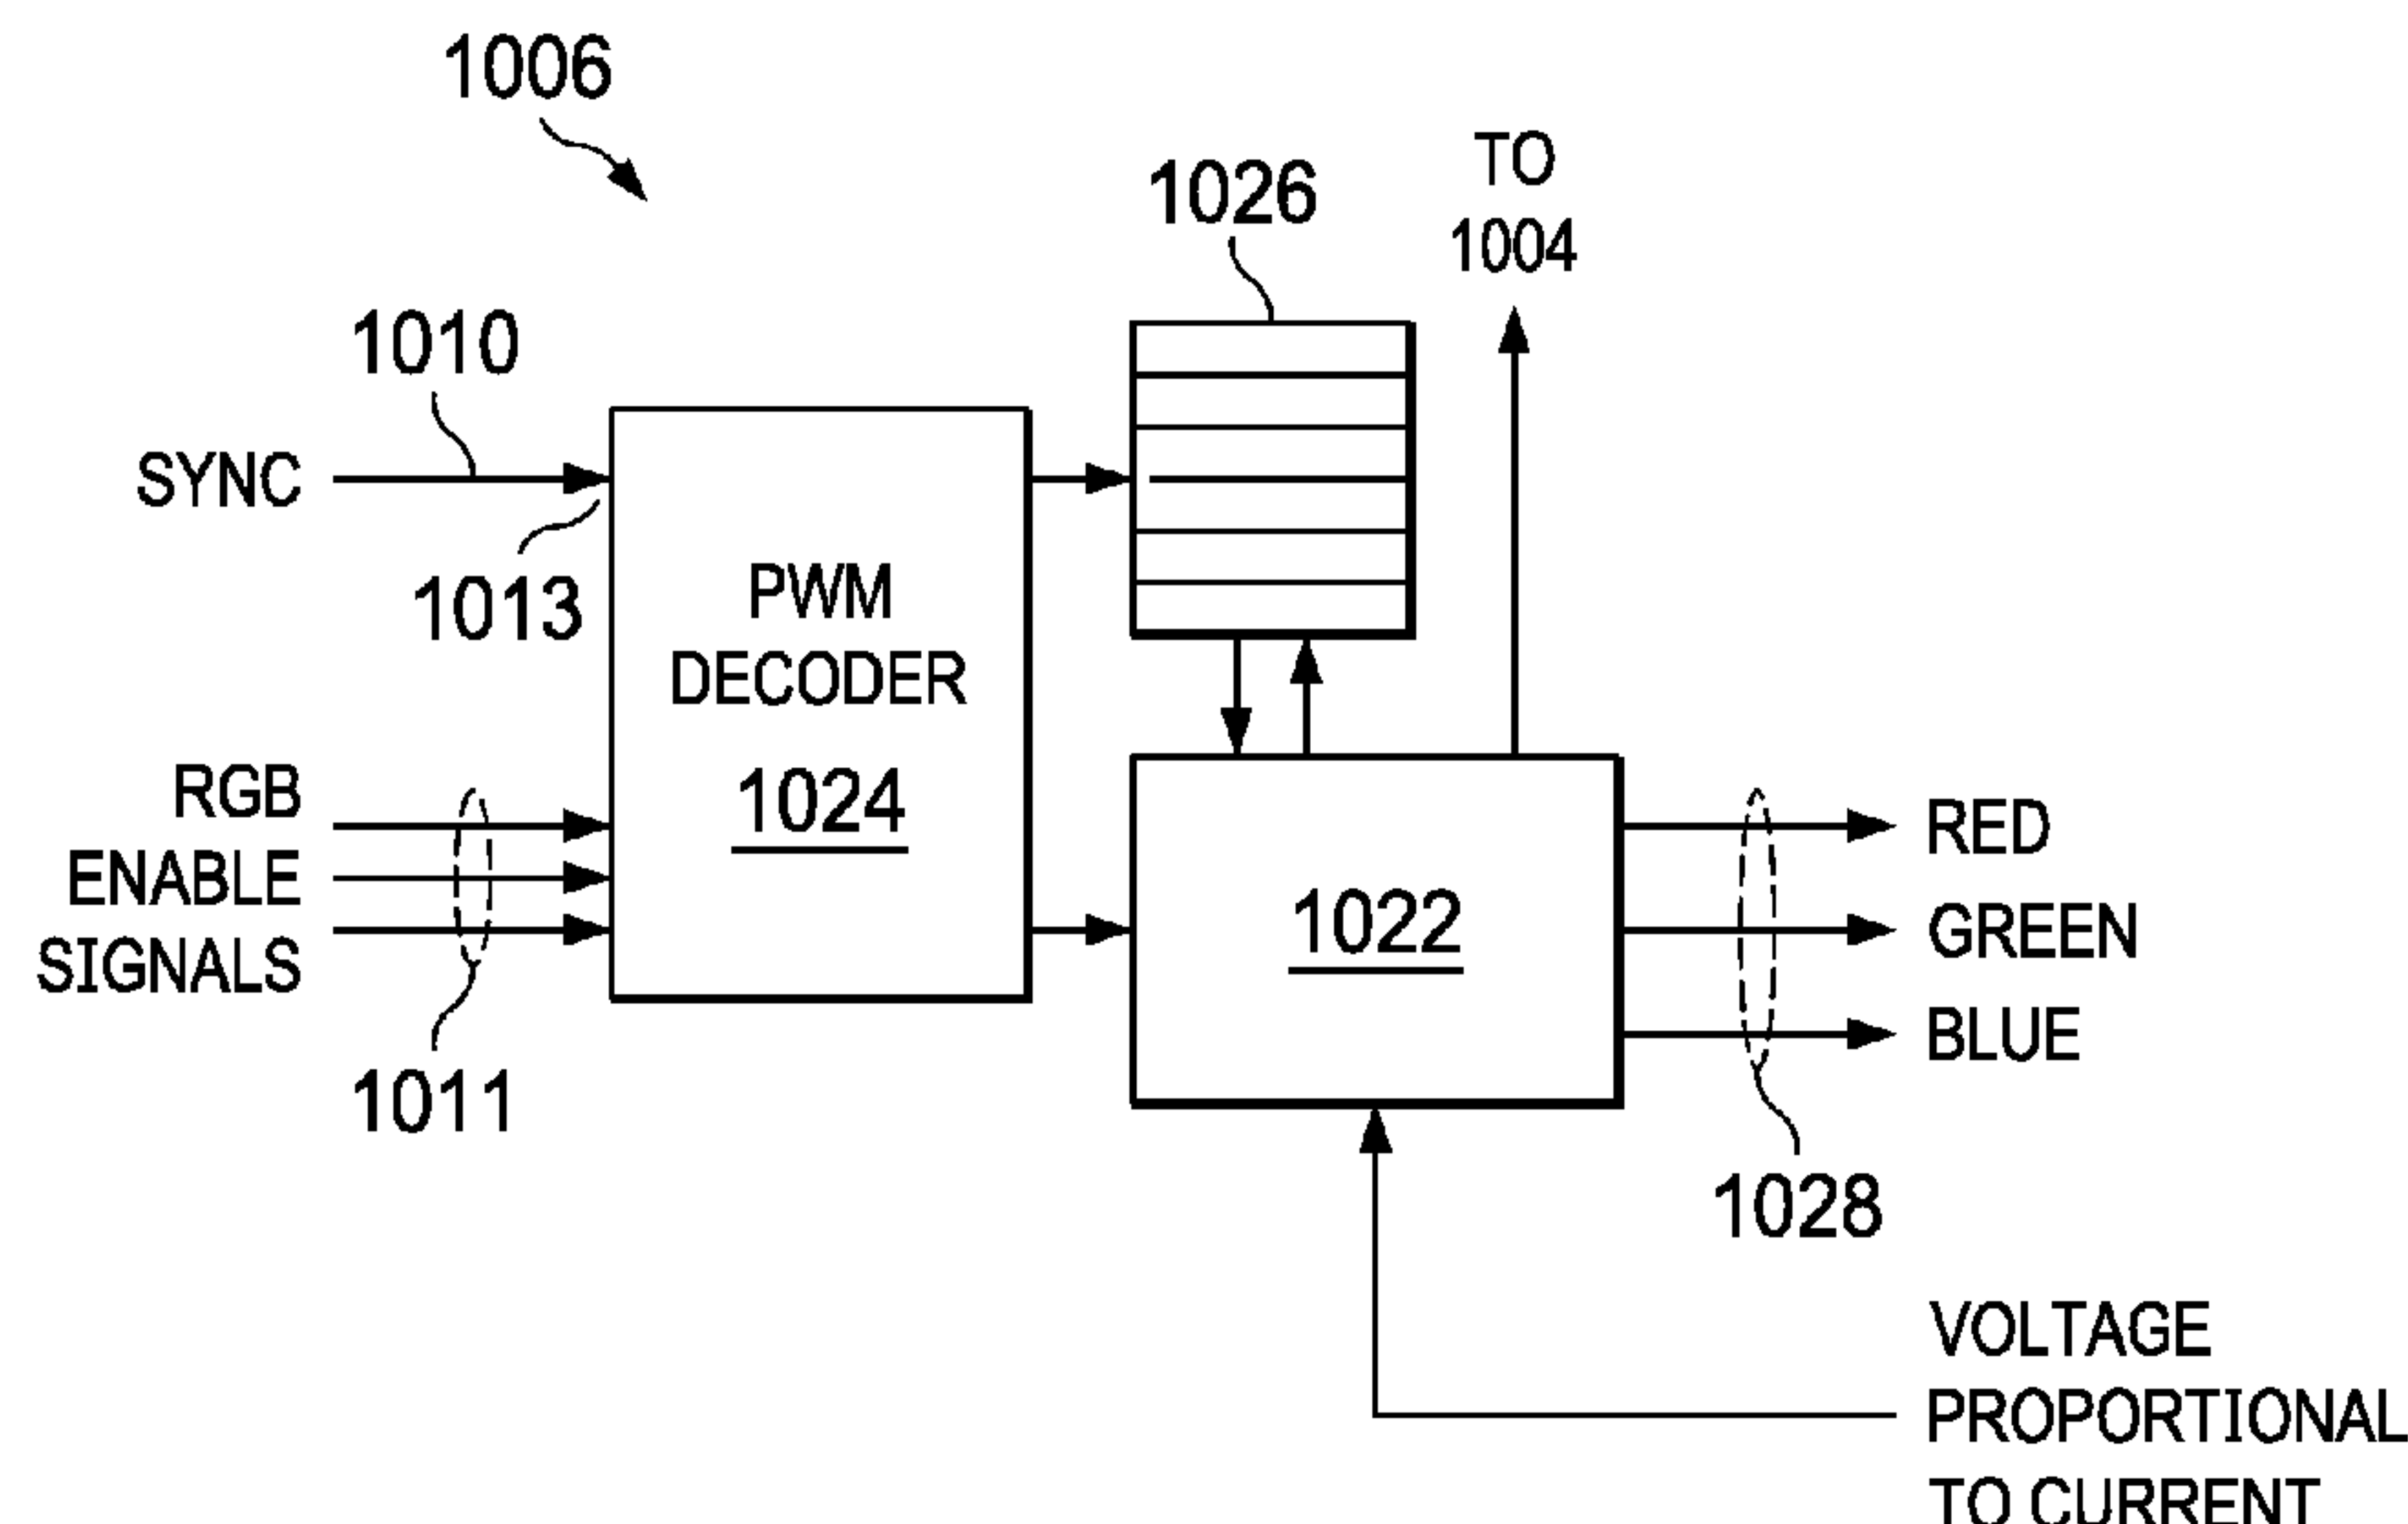 1006
1026
TO
1004
1010
SYNC
1013
PWM
DECODER
1024
RGB
ENABLE
SIGNALS
1011
1022
RED
GREEN
BLUE
1028
VOLTAGE
PROPORTIONAL
TO CURRENT